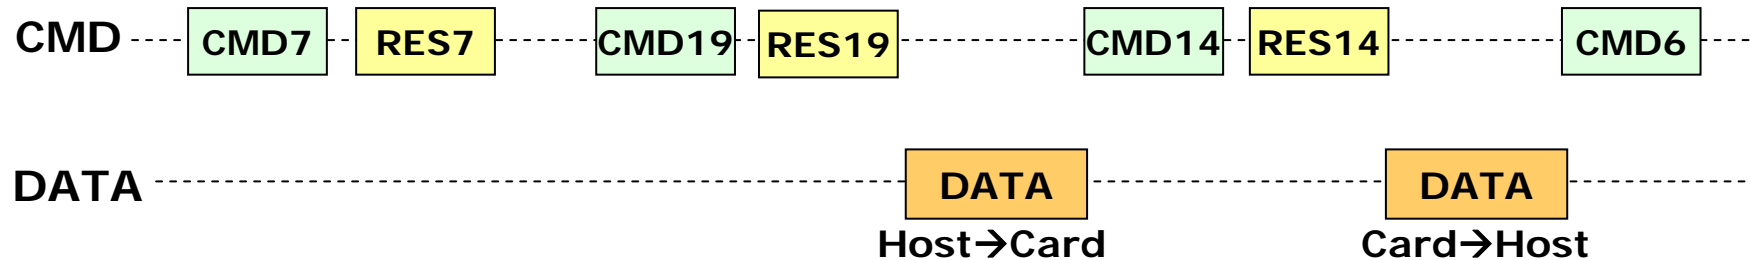 CMD CMD7 RES7 CMD19 RES19 CMD14 RES14 CMD6
DATA DATA DATA
Host→Card Card→Host